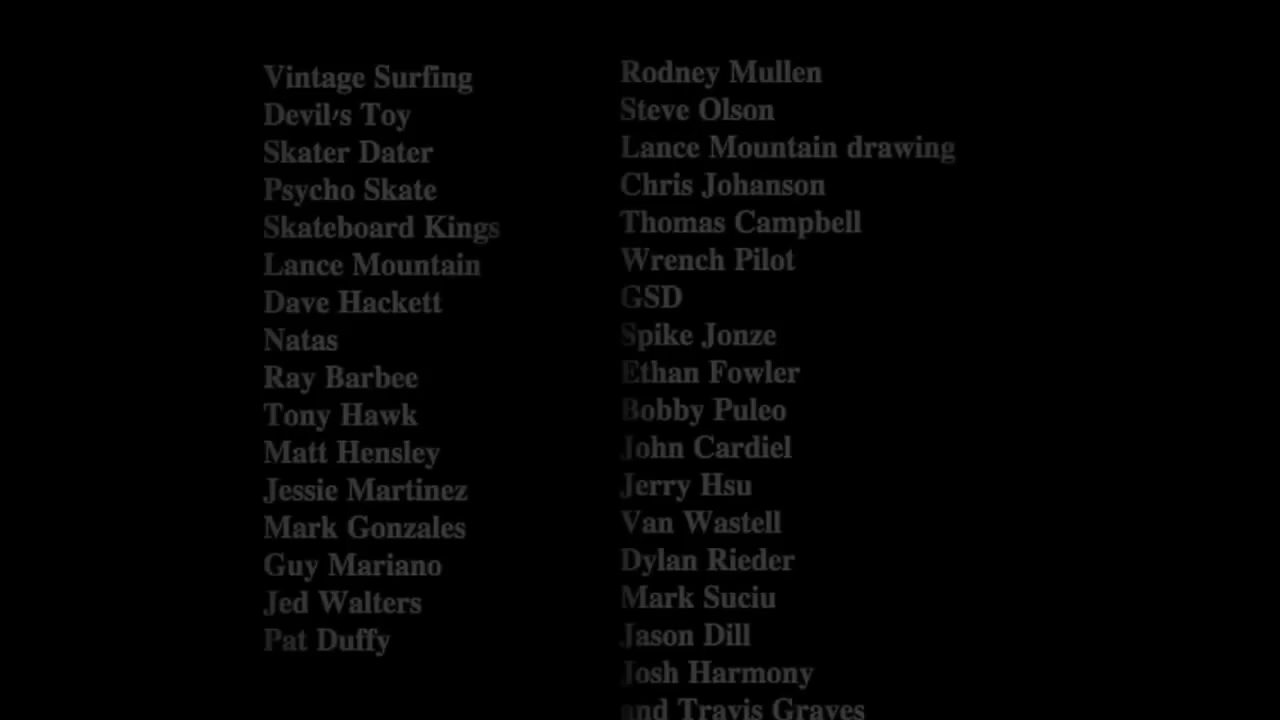 Vintage Surfing
Devil's Toy
Skater Dater
Psycho Skate
Skateboard Kings
Lance Mountain
Dave Hackett
Natas
Ray Barbee
Tony Hawk
Matt Hensley
Jessie Martinez
Mark Gonzales
Guy Mariano
Jed Walters
Pat Duffy
Rodney Mullen
Steve Olson
Lance Mountain drawing
Chris Johanson
Thomas Campbell
Wrench Pilot
GSD
Spike Jonze
Ethan Fowler
Bobby Puleo
John Cardiel
Jerry Hsu
Van Wastell
Dylan Rieder
Mark Suciu
Jason Dill
Josh Harmony
and Travis Graves